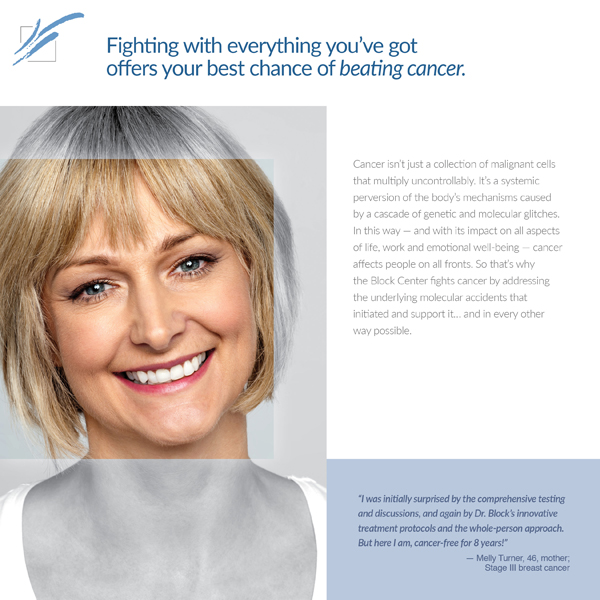 Fighting with everything you've got
offers your best chance of beating cancer.
Cancer isn't just a collection of malignant cells
that multiply uncontrollably. It's a systemic
perversion of the body's mechanisms caused
by a cascade of genetic and molecular glitches.
In this way — and with its impact on all aspects
of life, work and emotional well-being — cancer
affects people on all fronts. So that's why
the Block Center fights cancer by addressing
the underlying molecular accidents that
initiated and support it... and in every other
way possible.
"I was initially surprised by the comprehensive testing
and discussions, and again by Dr. Block's innovative
treatment protocols and the whole-person approach.
But here I am, cancer-free for 8 years!"
— Melly Turner, 46, mother;
Stage III breast cancer